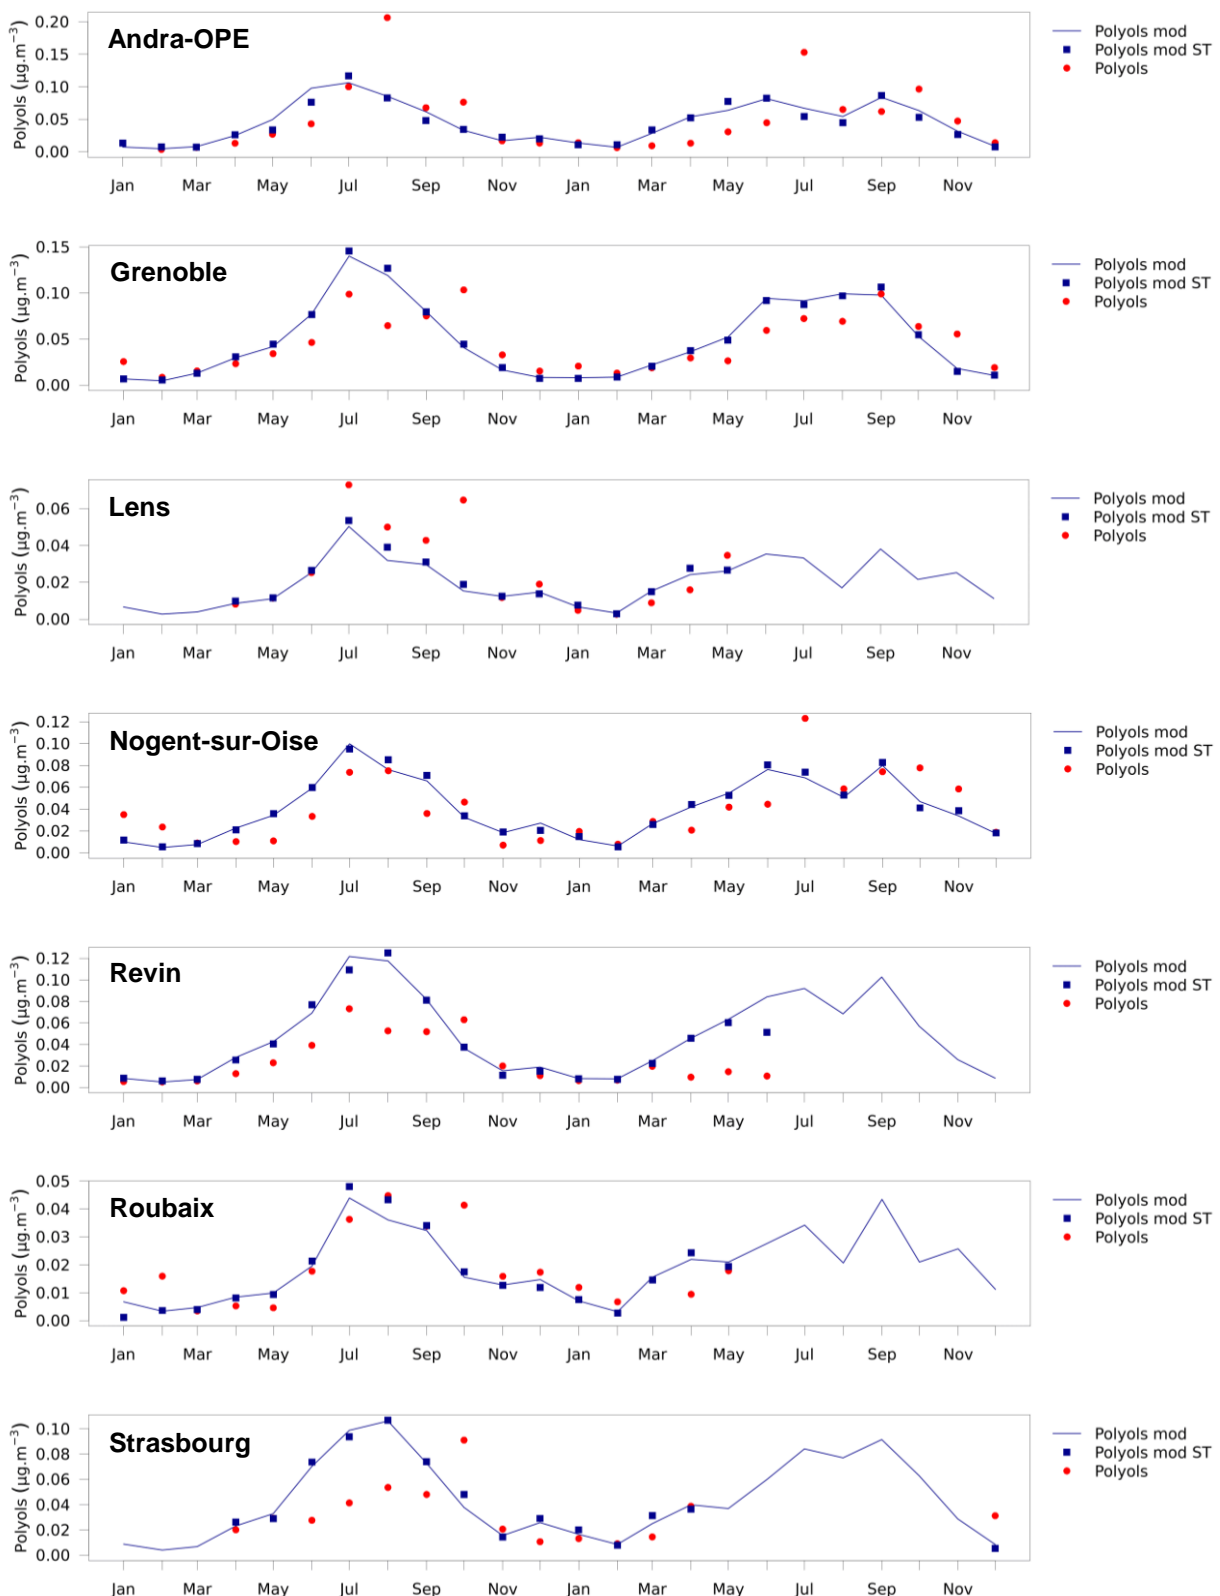 Andra-OPE
Polyols (μg.m−3)
0.20
0.15
0.10
0.05
0.00
Jan Mar May Jul Sep Nov Jan Mar May Jul Sep Nov
Polyols mod
Polyols mod ST
Polyols
Grenoble
Polyols (μg.m−3)
0.15
0.10
0.05
0.00
Jan Mar May Jul Sep Nov Jan Mar May Jul Sep Nov
Polyols mod
Polyols mod ST
Polyols
Lens
Polyols (μg.m−3)
0.06
0.04
0.02
0.00
Jan Mar May Jul Sep Nov Jan Mar May Jul Sep Nov
Polyols mod
Polyols mod ST
Polyols
Nogent-sur-Oise
Polyols (μg.m−3)
0.12
0.10
0.08
0.06
0.04
0.02
0.00
Jan Mar May Jul Sep Nov Jan Mar May Jul Sep Nov
Polyols mod
Polyols mod ST
Polyols
Revin
Polyols (μg.m−3)
0.12
0.10
0.08
0.06
0.04
0.02
0.00
Jan Mar May Jul Sep Nov Jan Mar May Jul Sep Nov
Polyols mod
Polyols mod ST
Polyols
Roubaix
Polyols (μg.m−3)
0.05
0.04
0.03
0.02
0.01
0.00
Jan Mar May Jul Sep Nov Jan Mar May Jul Sep Nov
Polyols mod
Polyols mod ST
Polyols
Strasbourg
Polyols (μg.m−3)
0.10
0.08
0.06
0.04
0.02
0.00
Jan Mar May Jul Sep Nov Jan Mar May Jul Sep Nov
Polyols mod
Polyols mod ST
Polyols